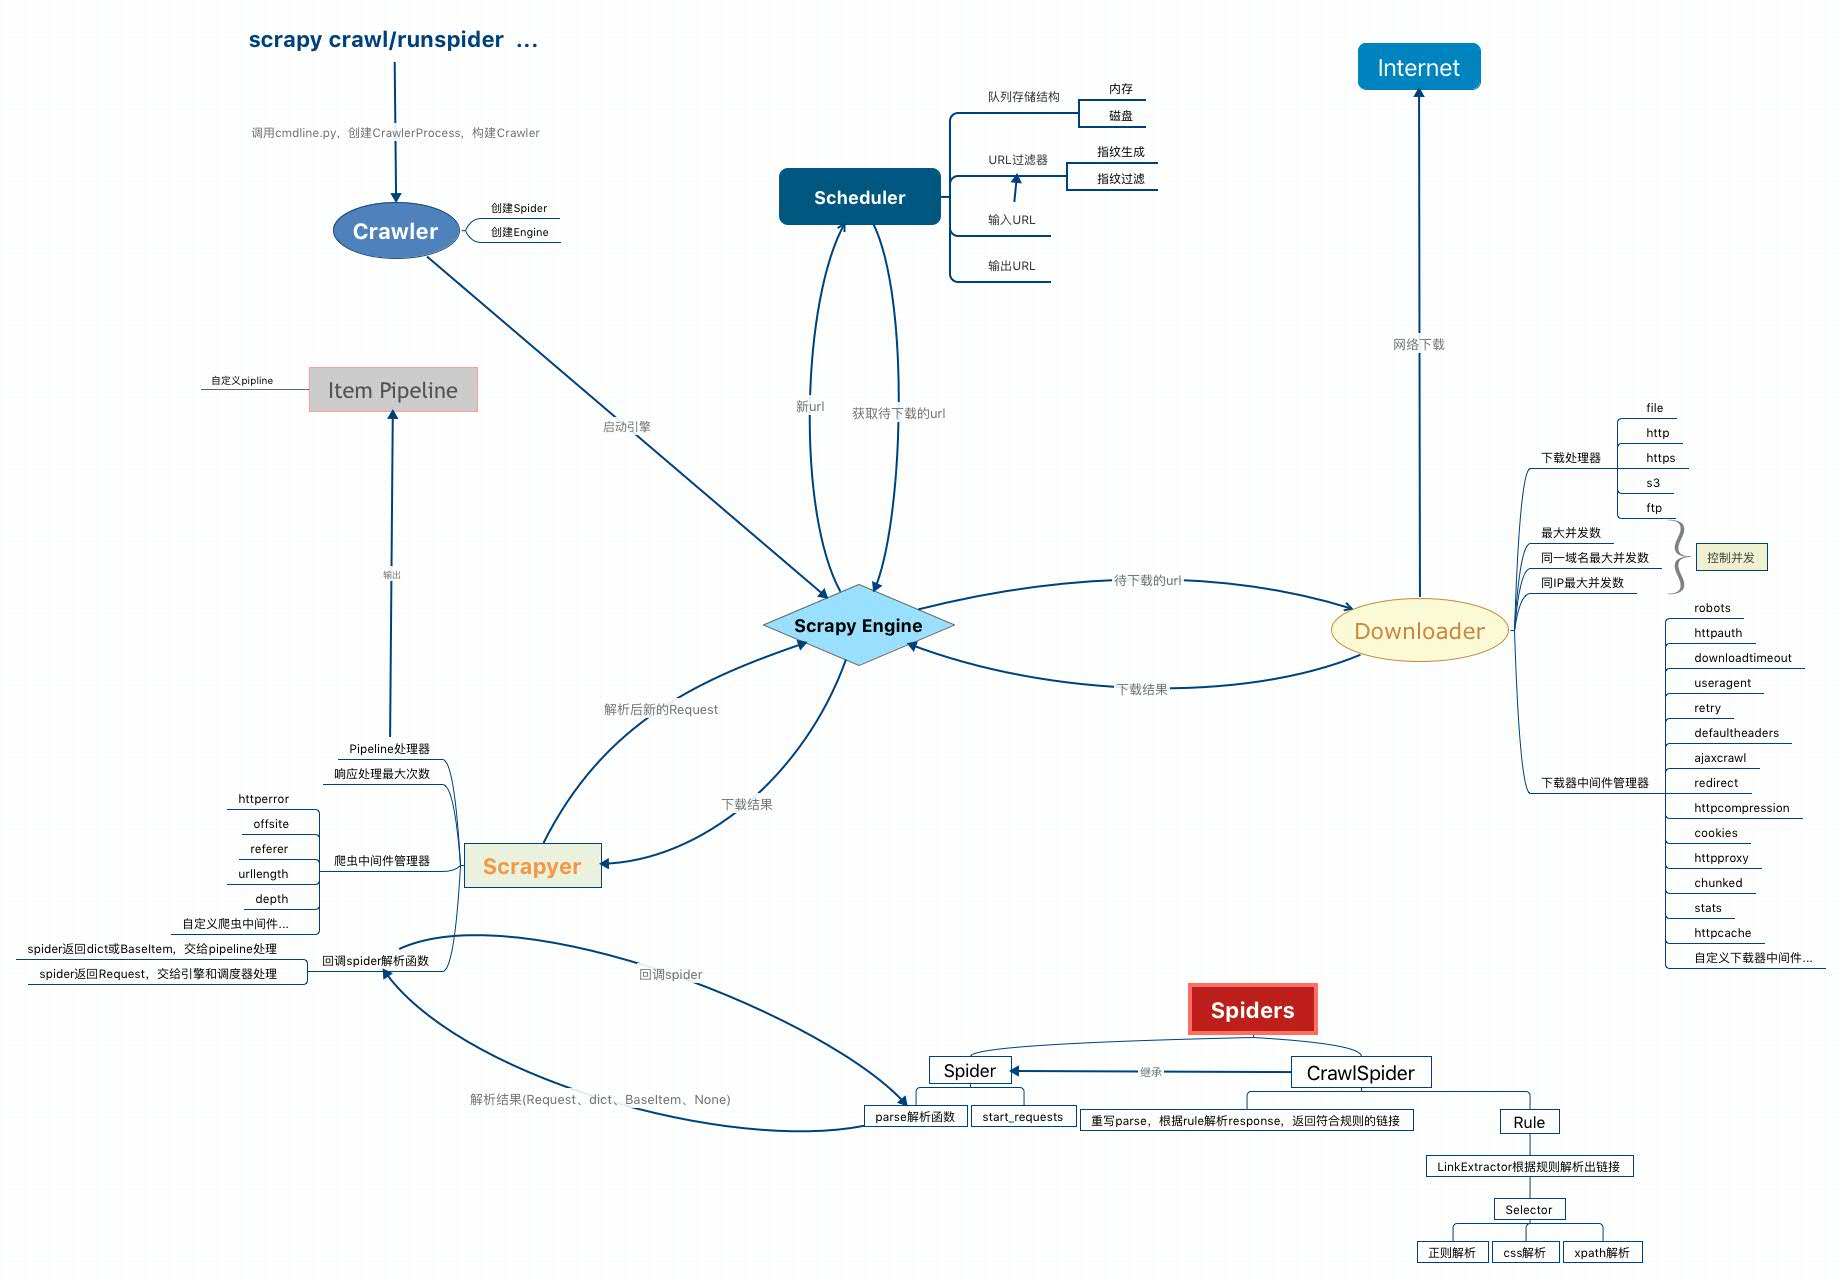 scrapy crawl/runspider ...
调用cmdline.py，创建CrawlerProcess，构建Crawler
Crawler
创建Spider
创建Engine
启动引擎
Scheduler
队列存储结构
内存
磁盘
URL过滤器
指纹生成
指纹过滤
输入URL
输出URL
新url
获取待下载的url
Internet
网络下载
Item Pipeline
自定义pipline
输出
Scrapy Engine
待下载的url
下载结果
Downloader
下载处理器
file
http
https
s3
ftp
最大并发数
同一域名最大并发数
同IP最大并发数
控制并发
下载器中间件管理器
robots
httpauth
downloadtimeout
useragent
retry
defaultheaders
ajaxcrawl
redirect
httpcompression
cookies
httpproxy
chunked
stats
httpcache
自定义下载器中间件...
解析后新的Request
下载结果
Scrapyer
Pipeline处理器
响应处理最大次数
爬虫中间件管理器
httperror
offsite
referer
urllength
depth
自定义爬虫中间件...
回调spider解析函数
spider返回dict或BaseItem，交给pipeline处理
spider返回Request，交给引擎和调度器处理
回调spider
解析结果(Request、dict、BaseItem、None)
Spiders
Spider
继承
CrawlSpider
parse解析函数
start_requests
重写parse，根据rule解析response，返回符合规则的链接
Rule
LinkExtractor根据规则解析出链接
Selector
正则解析
css解析
xpath解析